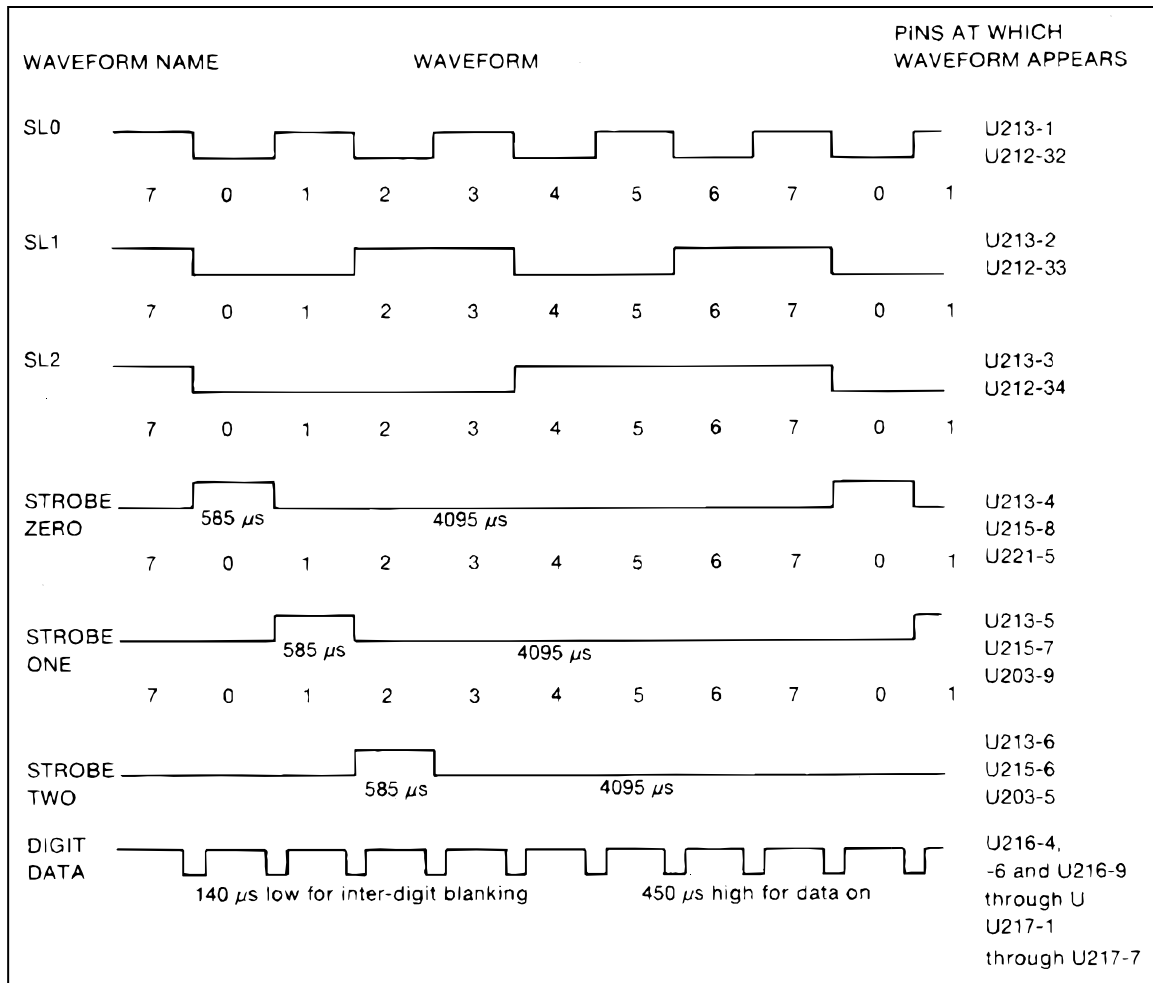 PiNS AT WHICH
WAVEFORM NAME WAVEFORM WAVEFORM APPEARS
SL0 U213-1
U212-32
7 0 1 2 3 4 5 6 7 0 1
SL1 U213-2
U212-33
7 0 1 2 3 4 5 6 7 0 1
SL2 U213-3
U212-34
7 0 1 2 3 4 5 6 7 0 1
STROBE ZERO U213-4
585 µs 4095 µs U215-8
7 0 1 2 3 4 5 6 7 0 1 U221-5
STROBE ONE U213-5
585 µs 4095 µs U215-7
U203-9
7 0 1 2 3 4 5 6 7 0 1
STROBE TWO U213-6
585 µs 4095 µs U215-6
U203-5
DIGIT DATA U216-4,
-6 and U216-9
140 µs low for inter-digit blanking 450 µs high for data on through U
U217-1
through U217-7